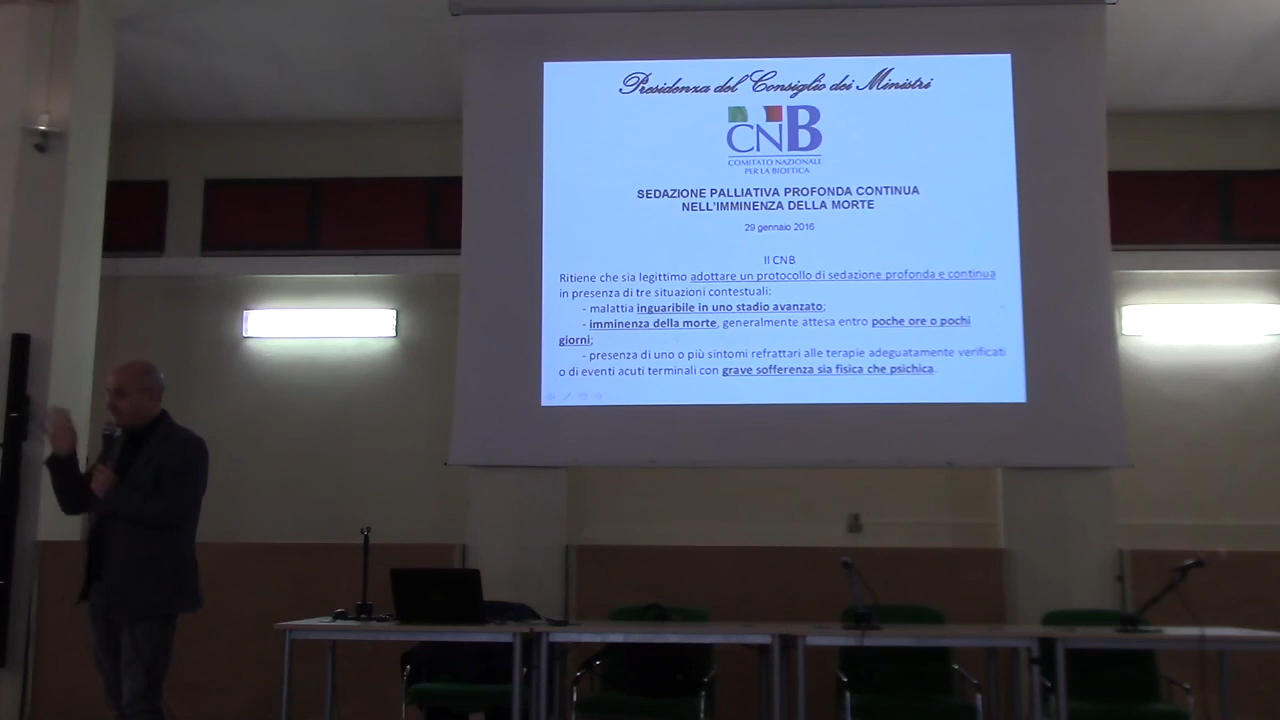 Presidenza del Consiglio dei Ministri
CNB
COMITATO NAZIONALE
PER LA BIOETICA
SEDAZIONE PALLIATIVA PROFONDA CONTINUA
NELL'IMMINENZA DELLA MORTE
29 gennaio 2016
Il CNB
Ritiene che sia legittimo adottare un protocollo di sedazione profonda e continua
in presenza di tre situazioni contestuali:
- malattia inguaribile in uno stadio avanzato;
- imminenza della morte, generalmente attesa entro poche ore o pochi
giorni;
- presenza di uno o più sintomi refrattari alle terapie adeguatamente verificati
o di eventi acuti terminali con grave sofferenza sia fisica che psichica.